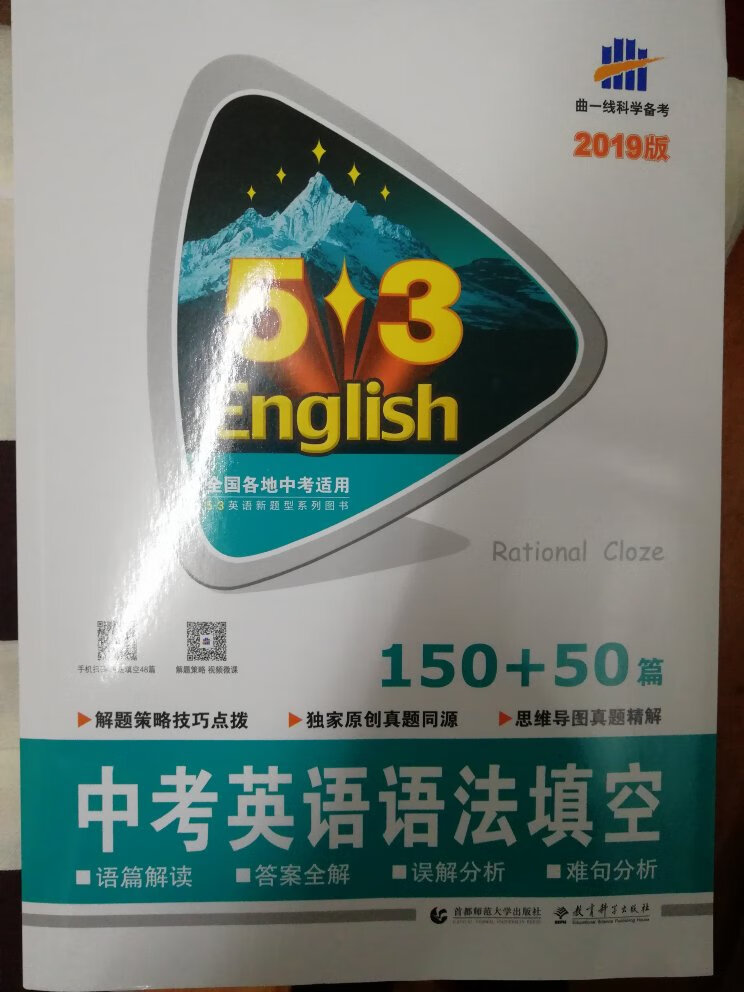 曲一线科学备考
2019版
5 3
English
全国各地中考适用
5·3英语新题型系列图书
Rational Cloze
150+50篇
解题策略 视频微课
▶解题策略技巧点拨 ▶独家原创真题同源 ▶思维导图真题精解
中考英语语法填空
■语篇解读 ■答案全解 ■误解分析 ■难句分析
首都师范大学出版社 教育科学出版社
Educational Science Publishing House